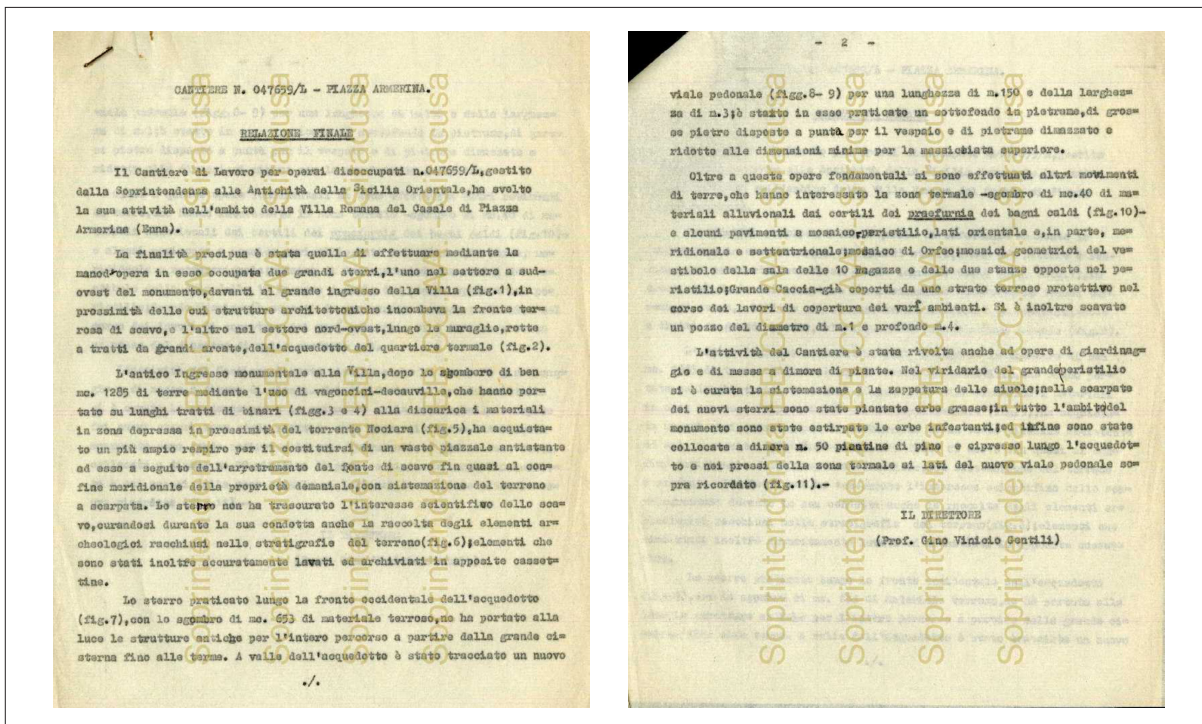 CANTIERE N. 047659/L - PIAZZA ARMERINA.
RELAZIONE FINALE
Il Cantiere di Lavoro per operai disoccupati n.047659/L,gestito
dalla Soprintendenza alle Antichità della Sicilia Orientale,ha svolto
la sua attività nell'ambito della Villa Romana del Casale di Piazza
Armerina (Enna).
La finalità precipua è stata quella di effettuare mediante la
manod'opera in esso occupata due grandi sterri,l'uno nel settore a sud-
ovest del monumento,davanti al grande ingresso della Villa (fig.1),in
prossimità delle cui strutture architettoniche incombeva la fronte ter=
rosa di scavo,e l'altro nel settore nord-ovest,lungo le muraglie,rotte
a tratti da grandi arcate,dell'acquedotto del quartiere termale (fig.2).
L'antico Ingresso monumentale alla Villa,dopo lo sgombero di ben
mc. 1285 di terre mediante l'uso di vagoncini-decauville,che hanno por=
tato su lunghi tratti di binari (figg.3 e 4) alla discarica i materiali
in zona depressa in prossimità del torrente Nociara (fig.5),ha acquista=
to un più ampio respiro per il costituirsi di un vasto piazzale antistante
ad esso a seguito dell'arretramento del fonte di scavo fin quasi al con=
fine meridionale della proprietà demaniale,con sistemazione del terreno
a scarpata. Lo sterro non ha trascurato l'interesse scientifico dello sca=
vo,curandosi durante la sua condotta anche la raccolta degli elementi ar=
cheologici racchiusi nelle stratigrafie del terreno(fig.6);elementi che
sono stati inoltre accuratamente lavati ed archiviati in apposite casset=
tine.
Lo sterro praticato lungo la fronte occidentale dell'acquedotto
(fig.7),con lo sgombro di mc. 653 di materiale terroso,ne ha portato alla
luce le strutture antiche per l'intero percorso a partire dalla grande ci=
sterna fino alle terme. A valle dell'acquedotto è stato tracciato un nuovo
./.
- 2 -
viale pedonale (figg.8- 9) per una lunghezza di m.150 e della larghez=
za di m.3;è stato in esso praticato un sottofondo in pietrame,di gros=
se pietre disposte a punta per il vespaio e di pietrame dimazzato e
ridotto alle dimensioni minime per la massicciata superiore.
Oltre a queste opere fondamentali si sono effettuati altri movimenti
di terre,che hanno interessato la zona termale -sgombro di mc.40 di ma=
teriali alluvionali dai cortili dei praefurnia dei bagni caldi (fig.10)-
e alcuni pavimenti a mosaico-peristilio,lati orientale e,in parte, me=
ridionale e settentrionale;mosaico di Orfeo;mosaici geometrici del ve=
stibolo della sala delle 10 Ragazze e delle due stanze opposte nel pe=
ristilio;Grande Caccia-già coperti da uno strato terroso protettivo nel
corso dei lavori di copertura dei vari ambienti. Si è inoltre scavato
un pozzo del diametro di m.1 e profondo m.4.
L'attività del Cantiere è stata rivolta anche ad opere di giardinag=
gio e di messa a dimora di piante. Nel viridario del grande peristilio
si è curata la sistemazione e la zappatura delle aiuole;nelle scarpate
dei nuovi sterri sono state piantate erbe grasse;in tutto l'ambito del
monumento sono state estirpate le erbe infestanti;ed infine sono state
collocate a dimora n. 50 piantine di pino e cipresso lungo l'acquedot=
to e nei pressi della zona termale ai lati del nuovo viale pedonale so=
pra ricordato (fig.11).-
IL DIRETTORE
(Prof. Gino Vinicio Gentili)